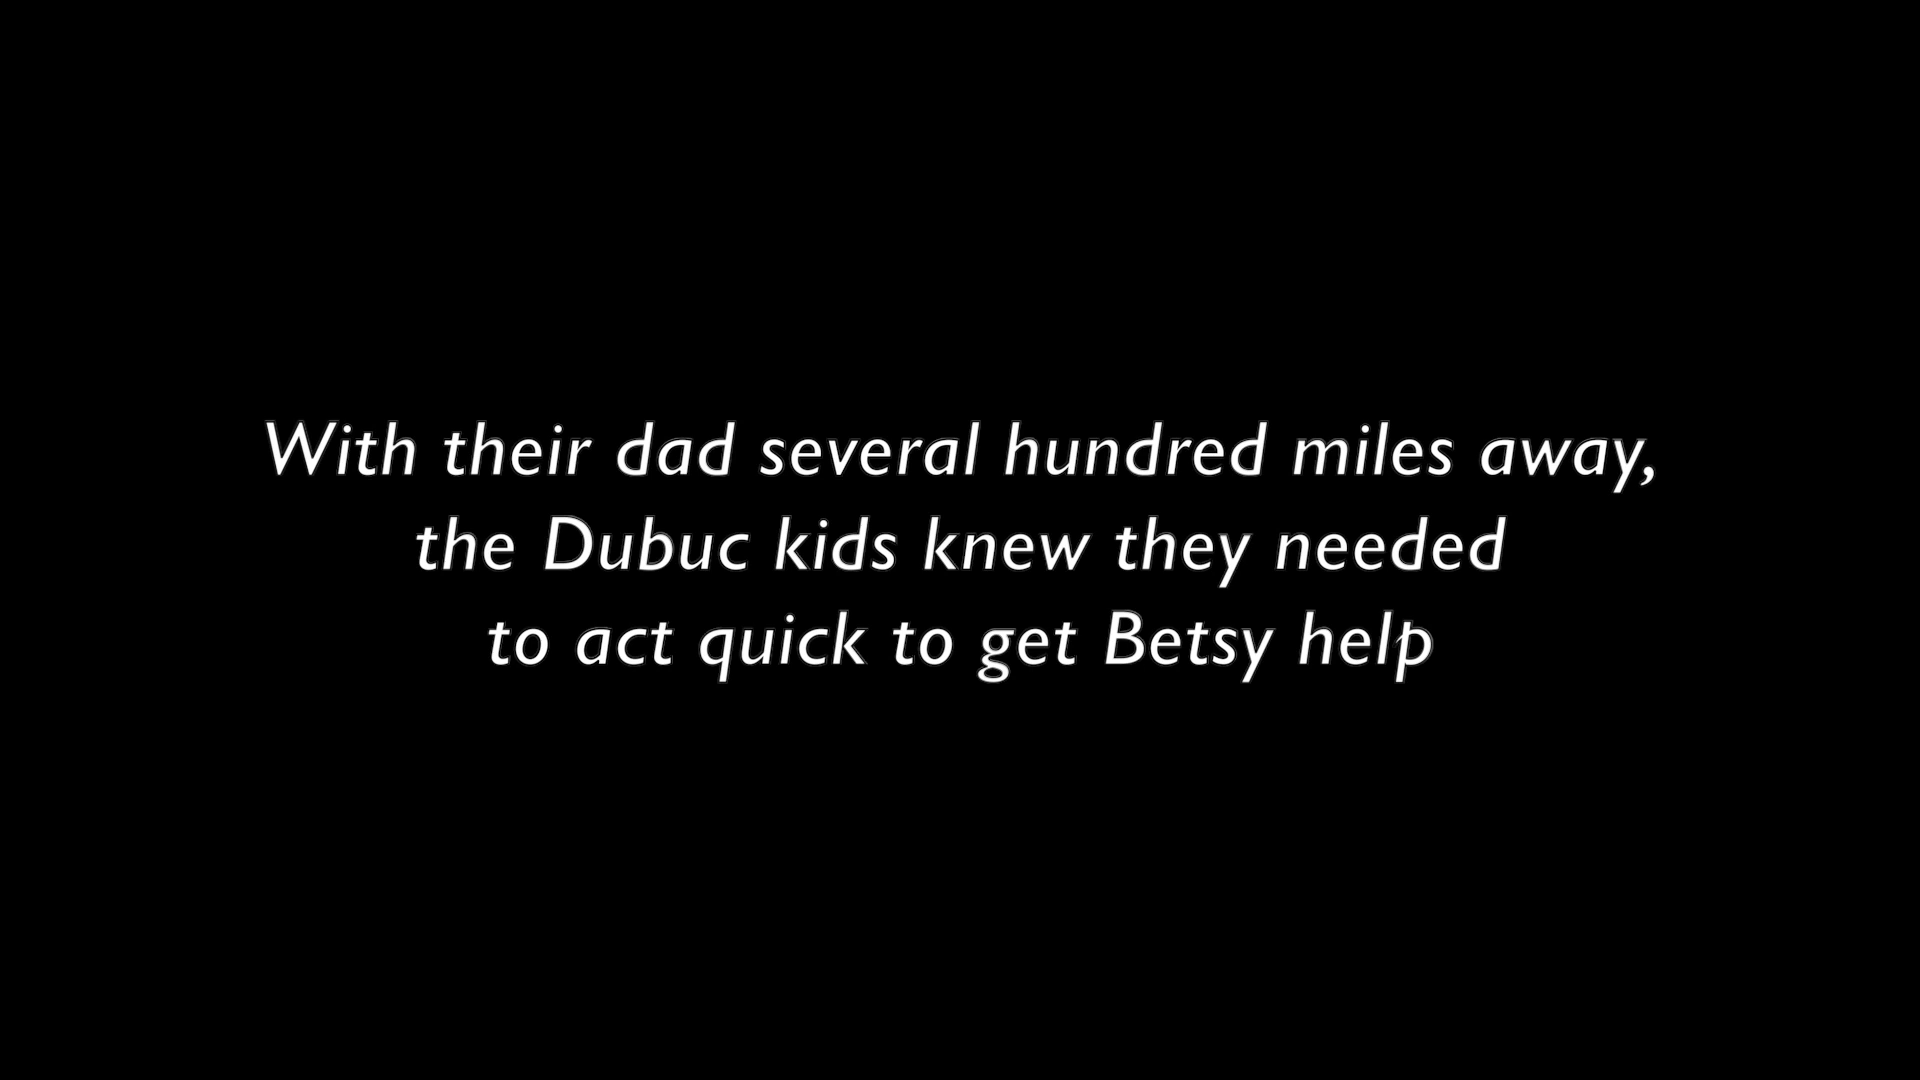 With their dad several hundred miles away,
the Dubuc kids knew they needed
to act quick to get Betsy help